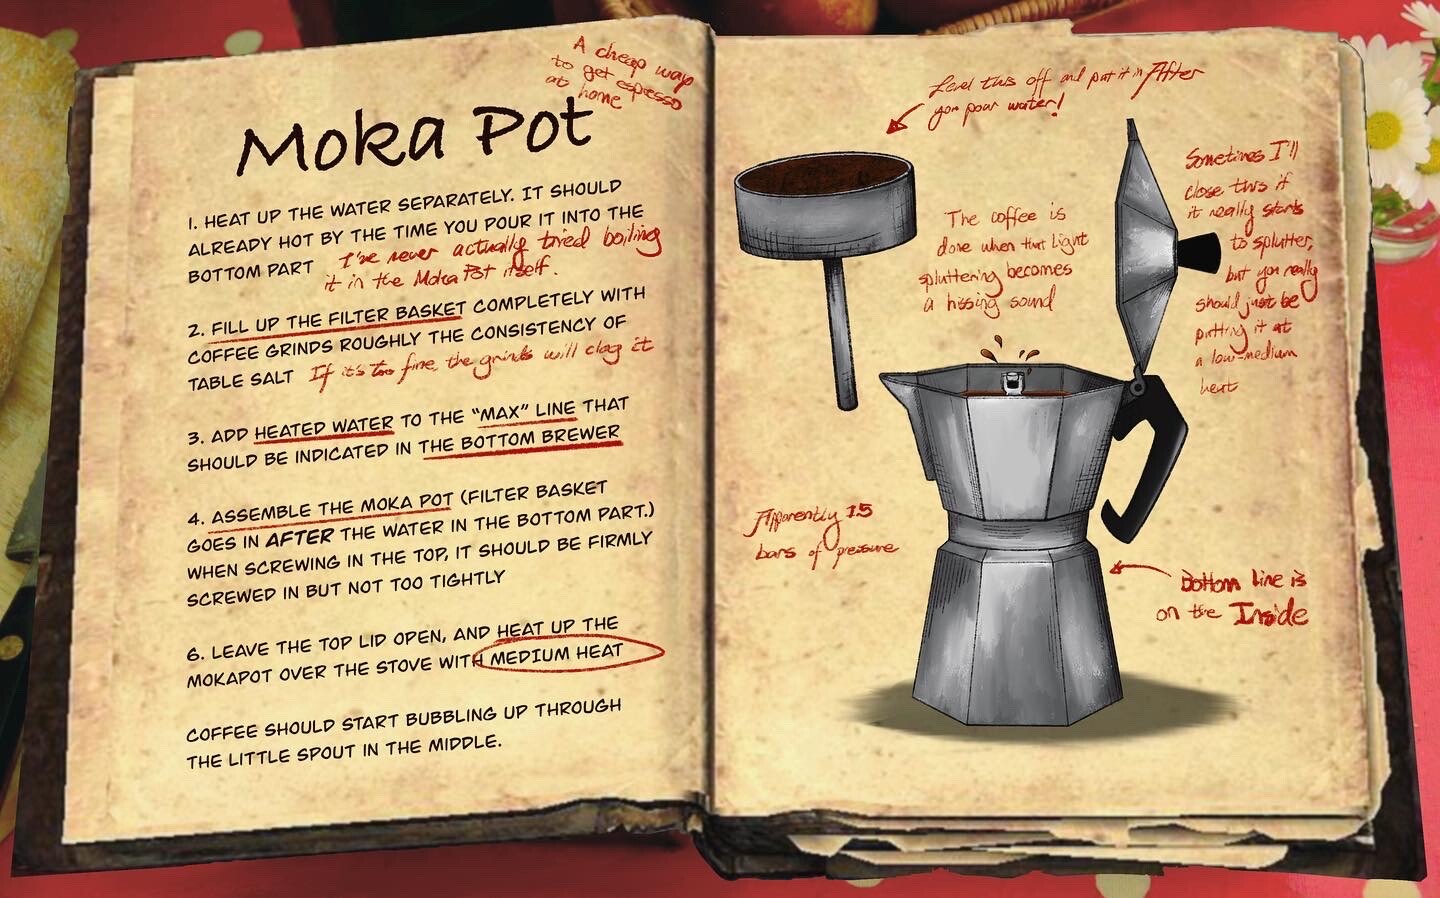 A cheap way
to get espresso
at home
Moka Pot
1. HEAT UP THE WATER SEPARATELY. IT SHOULD
ALREADY HOT BY THE TIME YOU POUR IT INTO THE
BOTTOM PART I've never actually tried boiling
it in the Moka Pot itself.
2. FILL UP THE FILTER BASKET COMPLETELY WITH
COFFEE GRINDS ROUGHLY THE CONSISTENCY OF
TABLE SALT If it's too fine, the grinds will clog it
3. ADD HEATED WATER TO THE "MAX" LINE THAT
SHOULD BE INDICATED IN THE BOTTOM BREWER
4. ASSEMBLE THE MOKA POT (FILTER BASKET
GOES IN AFTER THE WATER IN THE BOTTOM PART.)
WHEN SCREWING IN THE TOP, IT SHOULD BE FIRMLY
SCREWED IN BUT NOT TOO TIGHTLY
6. LEAVE THE TOP LID OPEN, AND HEAT UP THE
MOKAPOT OVER THE STOVE WITH MEDIUM HEAT
COFFEE SHOULD START BUBBLING UP THROUGH
THE LITTLE SPOUT IN THE MIDDLE.
Level this off and put it in After
you pour water!
Sometimes I'll
close this if
it really starts
to splutter,
but you really
should just be
putting it at
a low-medium
heat
The coffee is
done when that light
spluttering becomes
a hissing sound
Apparently 1.5
bars of pressure
bottom line is
on the Inside